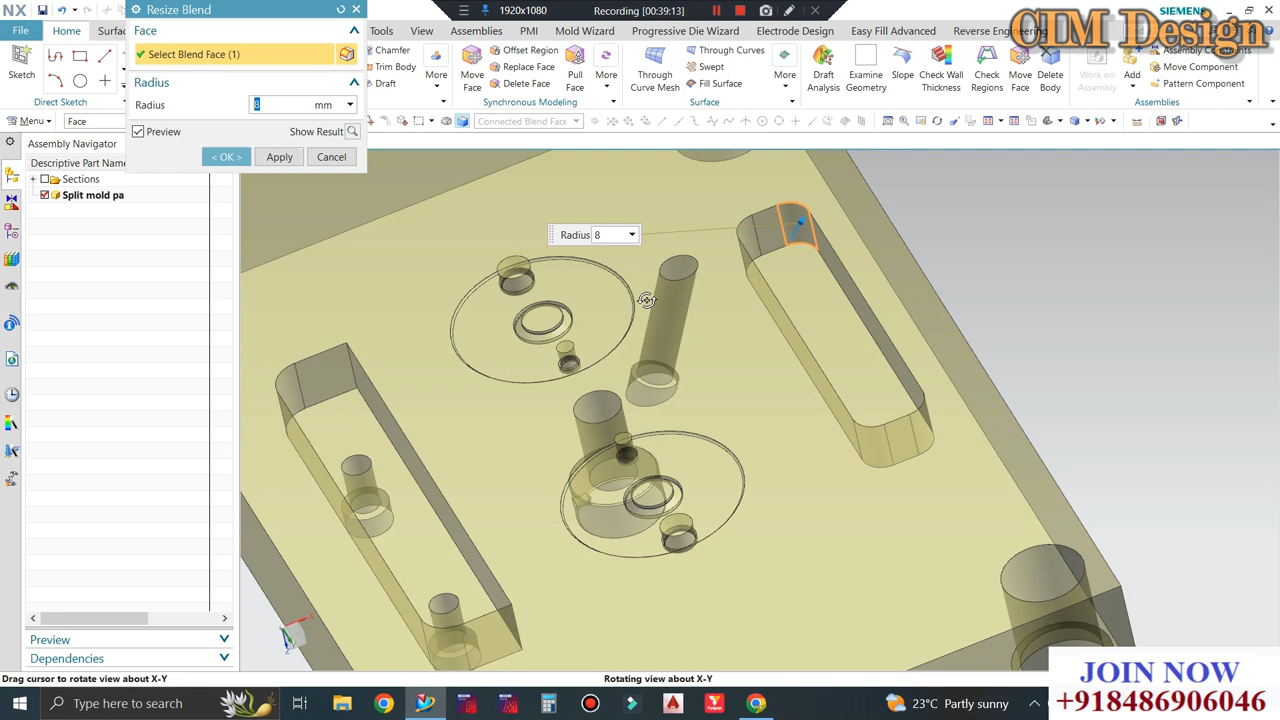 NX
Resize Blend
1920x1080
Recording [00:39:13]
SIEMENS
CIM Design
File
Home
Surfa
Tools
View
Assemblies
PMI
Mold Wizard
Progressive Die Wizard
Electrode Design
Easy Fill Advanced
Reverse Engineering
Face
Select Blend Face (1)
Radius
Radius
8
mm
Preview
Show Result
< OK >
Apply
Cancel
Sketch
Direct Sketch
Chamfer
Trim Body
Draft
More
Move
Face
Offset Region
Replace Face
Delete Face
Pull
Face
More
Synchronous Modeling
Through
Curve Mesh
Through Curves
Swept
Fill Surface
More
Surface
Draft
Analysis
Examine
Geometry
Slope
Check Wall
Thickness
Check
Regions
Move
Face
Delete
Body
Work on
Assembly
Add
Assembly Constraints
Move Component
Pattern Component
Assemblies
Menu
Face
Connected Blend Face
Assembly Navigator
Descriptive Part Name
Sections
Split mold pa
Radius 8
Preview
Dependencies
Drag cursor to rotate view about X-Y
Rotating view about X-Y
Type here to search
23°C Partly sunny
JOIN NOW
+918486906046